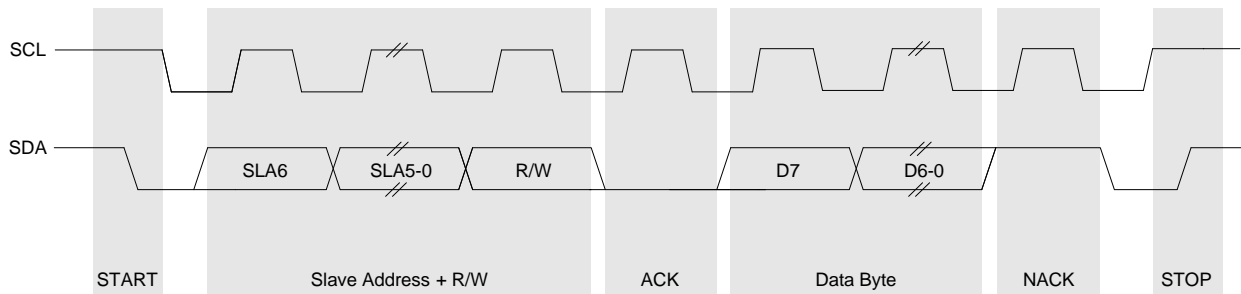 SCL
SDA
SLA6 SLA5-0 R/W D7 D6-0
START Slave Address + R/W ACK Data Byte NACK STOP